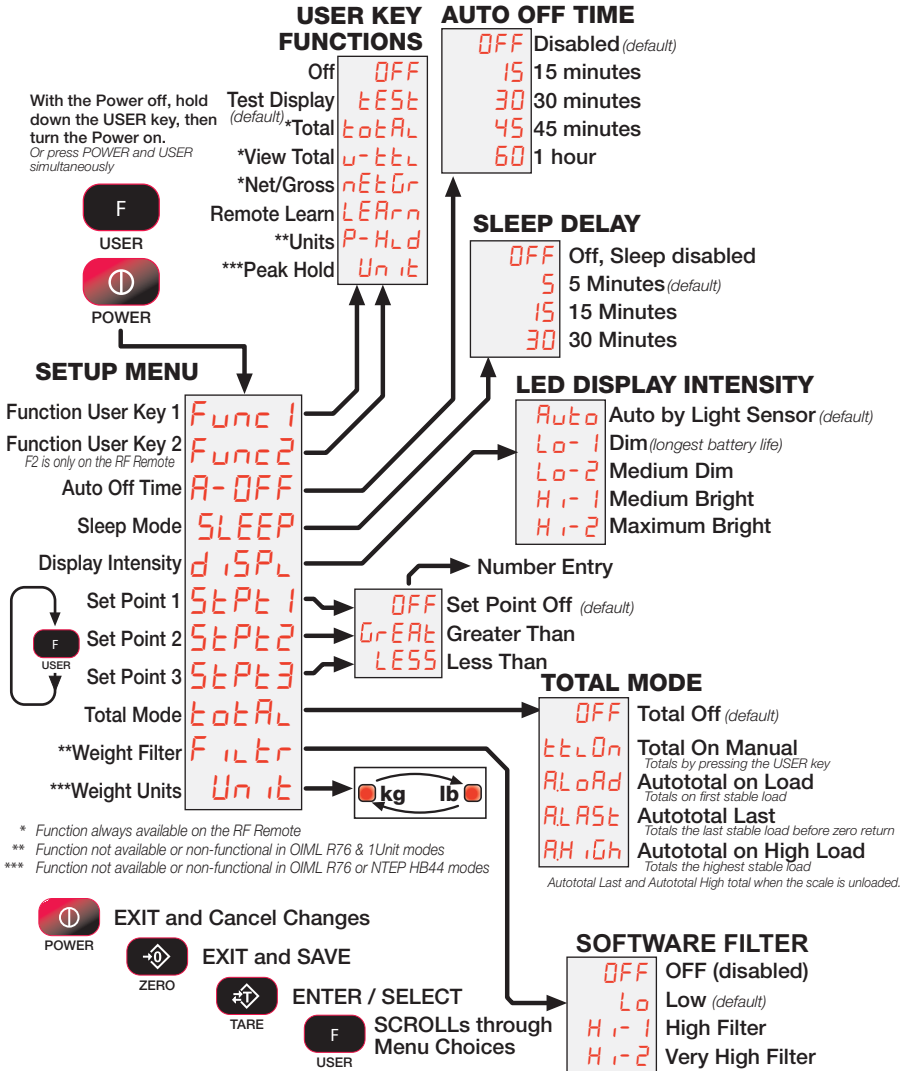 USER KEY
FUNCTIONS
Off OFF
Test Display tESt
(default)
*Total totAL
*View Total v-ttL
*Net/Gross nEtGr
Remote Learn LEArn
**Units P-HLd
***Peak Hold Unit
AUTO OFF TIME
OFF Disabled (default)
15 15 minutes
30 30 minutes
45 45 minutes
60 1 hour
With the Power off, hold
down the USER key, then
turn the Power on.
Or press POWER and USER
simultaneously
F
USER
POWER
SLEEP DELAY
OFF Off, Sleep disabled
5 5 Minutes (default)
15 15 Minutes
30 30 Minutes
SETUP MENU
Function User Key 1 Func1
Function User Key 2 Func2
F2 is only on the RF Remote
Auto Off Time A-OFF
Sleep Mode SLEEP
Display Intensity diSPL
Set Point 1 StPt1
Set Point 2 StPt2
Set Point 3 StPt3
F
USER
Total Mode totAL
**Weight Filter FiLtr
***Weight Units Unit
LED DISPLAY INTENSITY
Auto Auto by Light Sensor (default)
Lo-1 Dim (longest battery life)
Lo-2 Medium Dim
Hi-1 Medium Bright
Hi-2 Maximum Bright
Number Entry
OFF Set Point Off (default)
GrEAt Greater Than
LESS Less Than
kg lb
TOTAL MODE
OFF Total Off (default)
ttLOn Total On Manual
Totals by pressing the USER key
A.LoAd Autototal on Load
Totals on first stable load
A.LASt Autototal Last
Totals the last stable load before zero return
A.HiGh Autototal on High Load
Totals the highest stable load
Autototal Last and Autototal High total when the scale is unloaded.
* Function always available on the RF Remote
** Function not available or non-functional in OIML R76 & 1Unit modes
*** Function not available or non-functional in OIML R76 or NTEP HB44 modes
POWER
EXIT and Cancel Changes
0
ZERO
EXIT and SAVE
T
TARE
ENTER / SELECT
F
USER
SCROLLs through
Menu Choices
SOFTWARE FILTER
OFF OFF (disabled)
Lo Low (default)
Hi-1 High Filter
Hi-2 Very High Filter